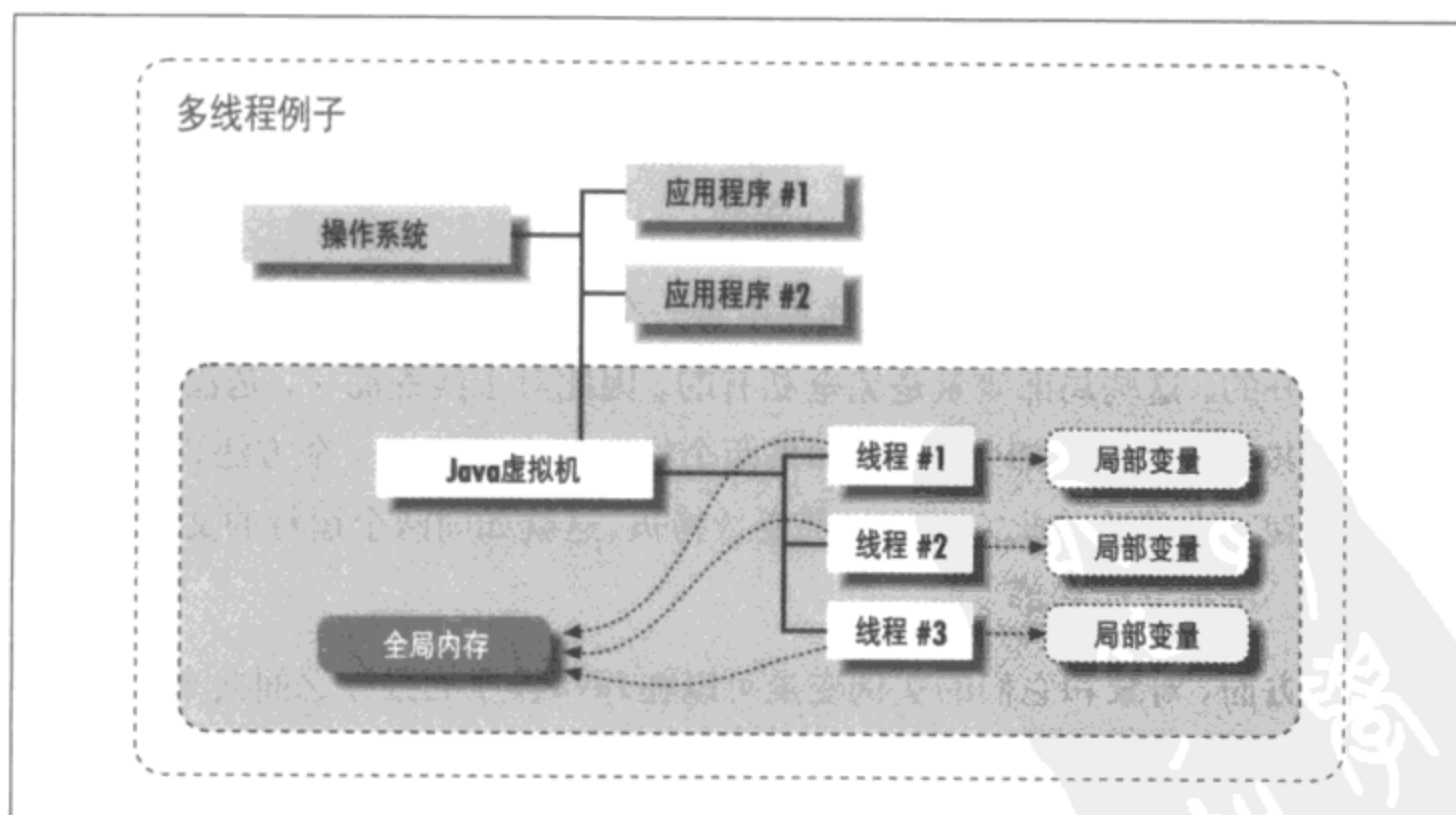 多线程例子
应用程序 #1
操作系统
应用程序 #2
Java虚拟机
线程 #1
局部变量
线程 #2
局部变量
线程 #3
局部变量
全局内存